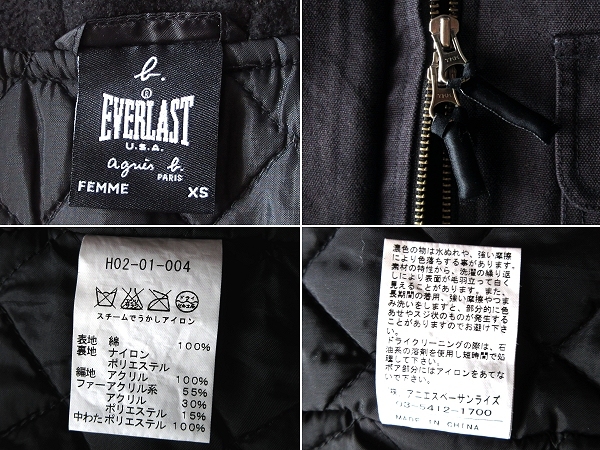 b.
®
EVERLAST
U.S.A.
agnès b.
PARIS
FEMME XS
YKK
YKK
H02-01-004
スチームでうかしアイロン
表地 綿 100%
裏地 ナイロン
ポリエステル 100%
編地 アクリル 100%
ファーアクリル系 55%
アクリル 30%
ポリエステル 15%
中わたポリエステル 100%
濃色の物は水ぬれや、強い摩擦
により色落ちする事があります。
素材の特性から、洗濯の繰り返
しにより表面が毛羽立って白く
見えることがあります。また、
長期間の着用、強い摩擦やつま
み洗いをしますと、部分的に色
あせやスジ状のものが発生する
ことがありますのでお避け下
さい。
ドライクリーニングの際は、石
油系の溶剤を使用し短時間で処
理して下さい。
ボア部分にはアイロンをあてな
いで下さい。
アニエスベーサンライズ
03-5412-1700
MADE IN CHINA